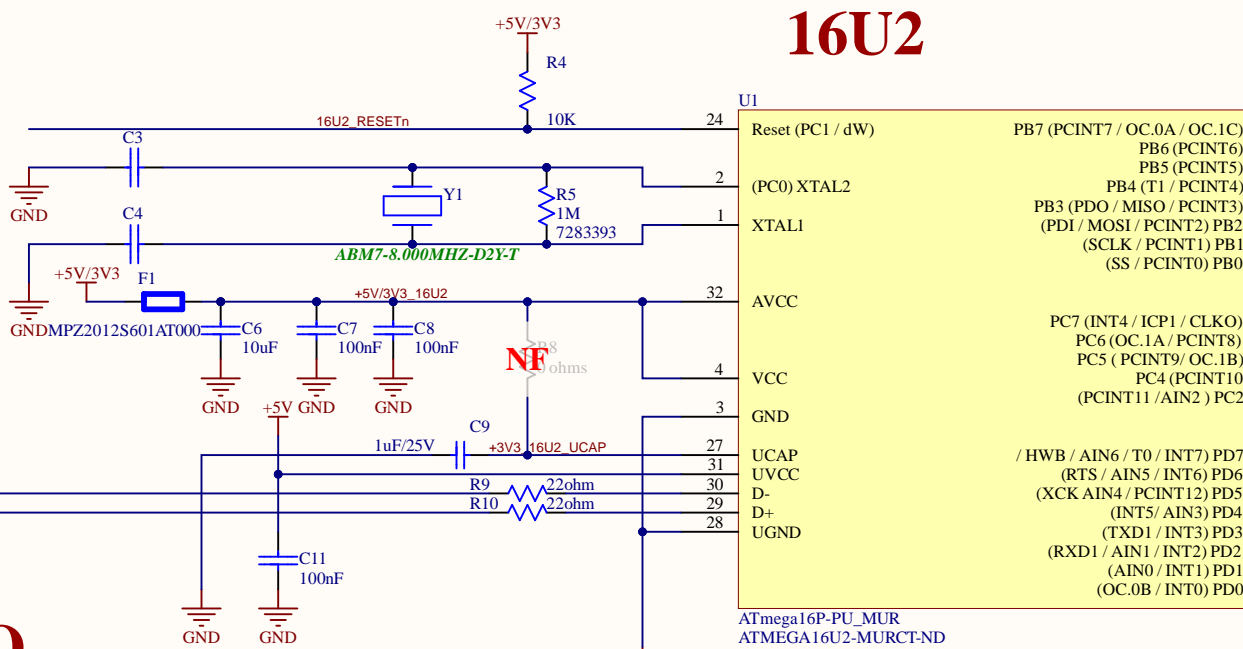 16U2
+5V/3V3
R4
10K
16U2_RESETn
U1
24
Reset (PC1 / dW)
PB7 (PCINT7 / OC.0A / OC.1C)
PB6 (PCINT6)
PB5 (PCINT5)
PB4 (T1 / PCINT4)
PB3 (PDO / MISO / PCINT3)
(PDI / MOSI / PCINT2) PB2
(SCLK / PCINT1) PB1
(SS / PCINT0) PB0
C3
GND
2
(PC0) XTAL2
Y1
R5
1M
7283393
1
XTAL1
C4
ABM7-8.000MHZ-D2Y-T
GND
+5V/3V3
F1
MPZ2012S601AT000
+5V/3V3_16U2
32
AVCC
C6
10uF
C7
100nF
C8
100nF
GND
GND
GND
NF
R8
0 ohms
4
VCC
3
GND
PC7 (INT4 / ICP1 / CLKO)
PC6 (OC.1A / PCINT8)
PC5 ( PCINT9/ OC.1B)
PC4 (PCINT10
(PCINT11 /AIN2 ) PC2
+5V
1uF/25V
C9
+3V3_16U2_UCAP
27
UCAP
31
UVCC
R9
22ohm
30
D-
R10
22ohm
29
D+
28
UGND
/ HWB / AIN6 / T0 / INT7) PD7
(RTS / AIN5 / INT6) PD6
(XCK AIN4 / PCINT12) PD5
(INT5/ AIN3) PD4
(TXD1 / INT3) PD3
(RXD1 / AIN1 / INT2) PD2
(AIN0 / INT1) PD1
(OC.0B / INT0) PD0
C11
100nF
GND
GND
ATmega16P-PU_MUR
ATMEGA16U2-MURCT-ND